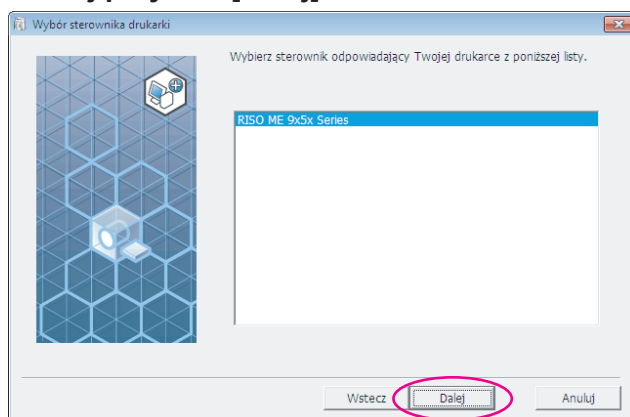 Wybór sterownika drukarki
Wybierz sterownik odpowiadający Twojej drukarce z poniższej listy.
RISO ME 9x5x Series
Wstecz Dalej Anuluj